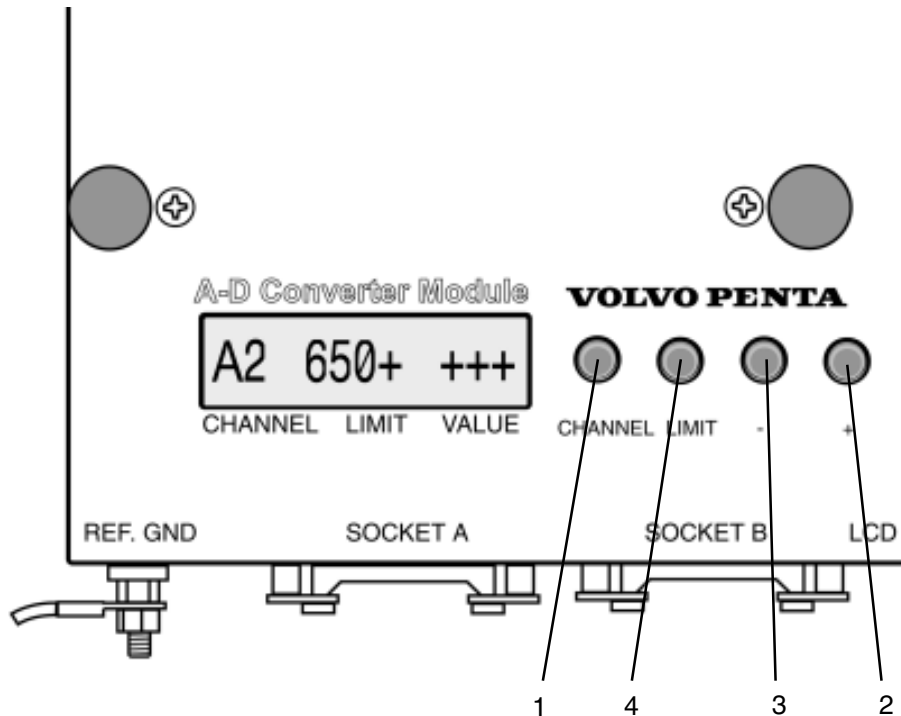 A-D Converter Module
VOLVO PENTA
A2 650+ +++
CHANNEL LIMIT VALUE
CHANNEL LIMIT - +
REF. GND SOCKET A SOCKET B LCD
1 4 3 2